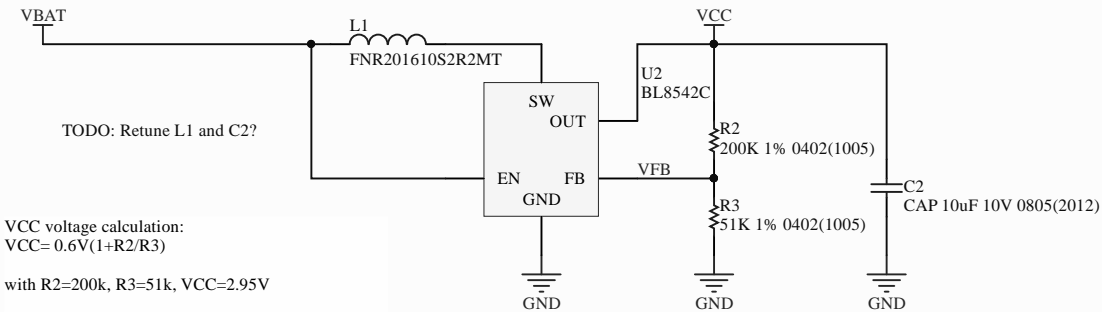 VBAT
VCC
L1
FNR201610S2R2MT
U2
BL8542C
SW
OUT
TODO: Retune L1 and C2?
R2
200K 1% 0402(1005)
VFB
EN
FB
GND
C2
CAP 10uF 10V 0805(2012)
R3
51K 1% 0402(1005)
VCC voltage calculation:
VCC= 0.6V(1+R2/R3)
with R2=200k, R3=51k, VCC=2.95V
GND
GND
GND